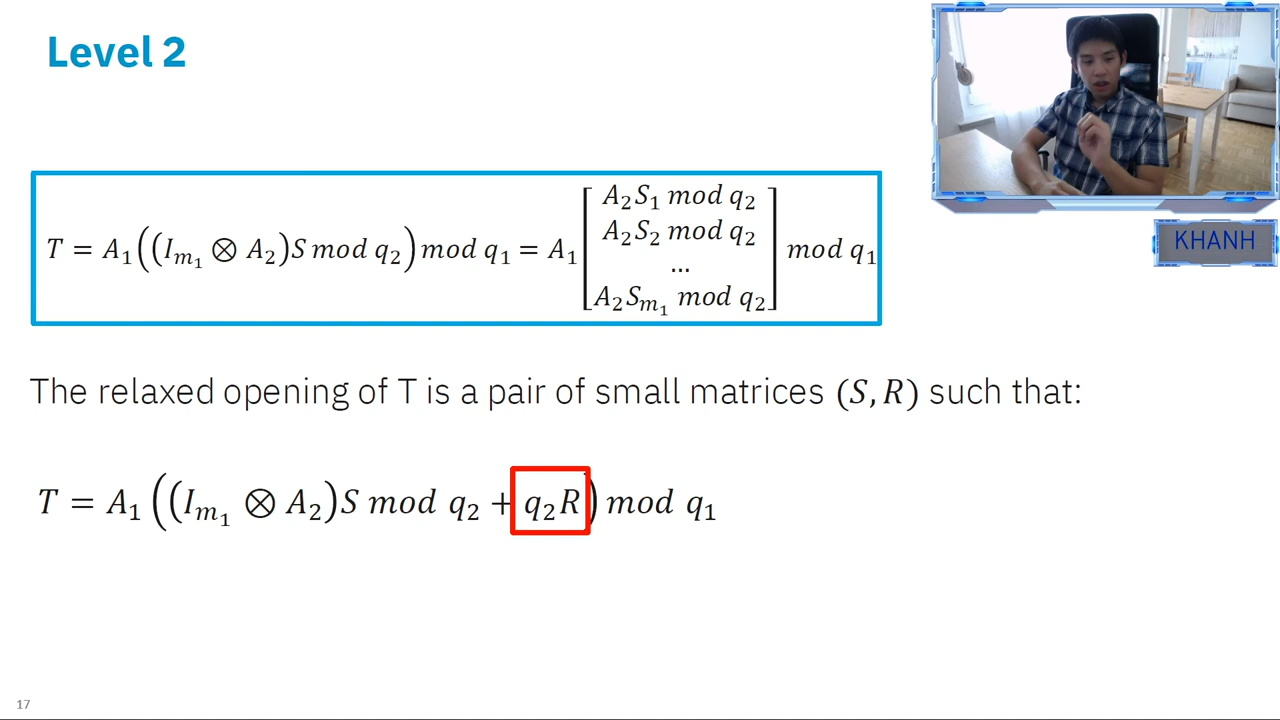 Level 2
KHANH
T = A₁((I_{m₁} ⊗ A₂)S mod q₂) mod q₁ = A₁ [A₂S₁ mod q₂
A₂S₂ mod q₂
...
A₂S_{m₁} mod q₂] mod q₁
The relaxed opening of T is a pair of small matrices (S, R) such that:
T = A₁((I_{m₁} ⊗ A₂)S mod q₂ + q₂R) mod q₁
17